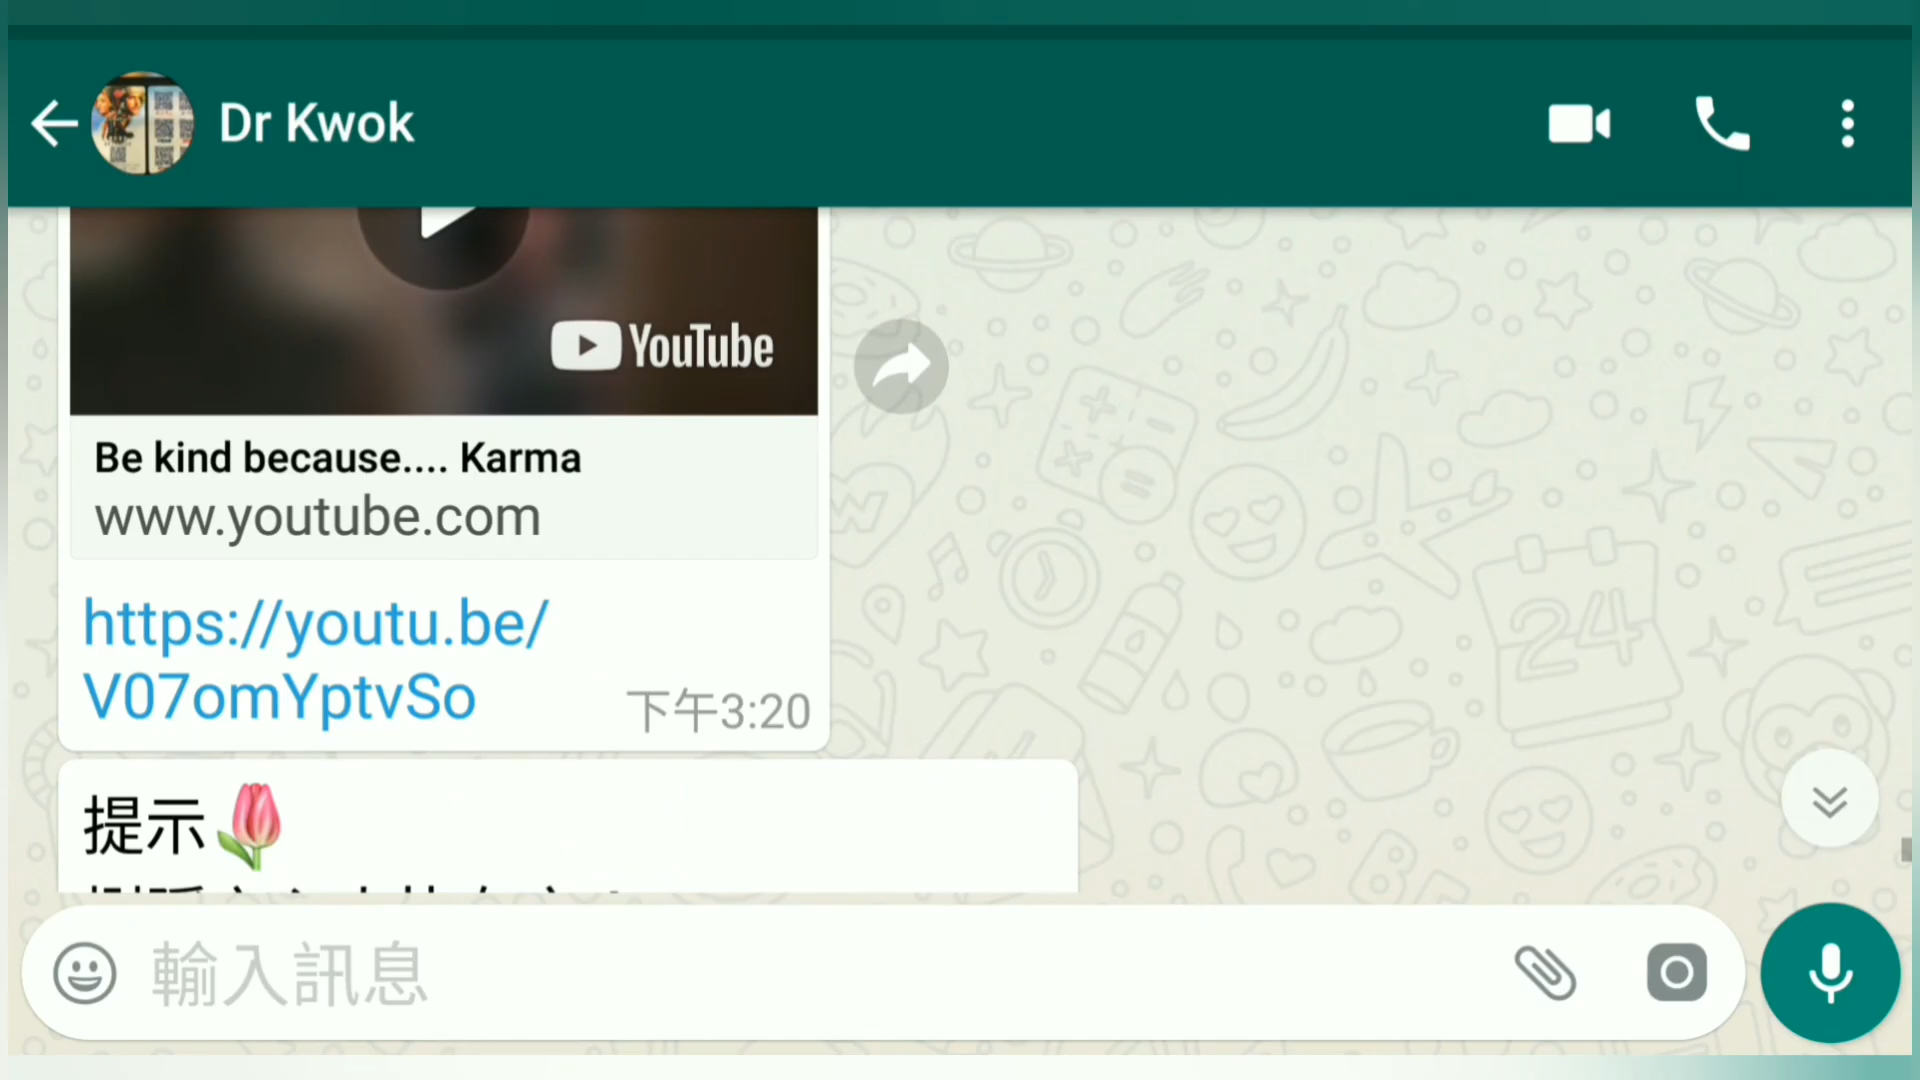 Dr Kwok
YouTube
Be kind because.... Karma
www.youtube.com
https://youtu.be/
V07omYptvSo
下午3:20
提示🌷
輸入訊息